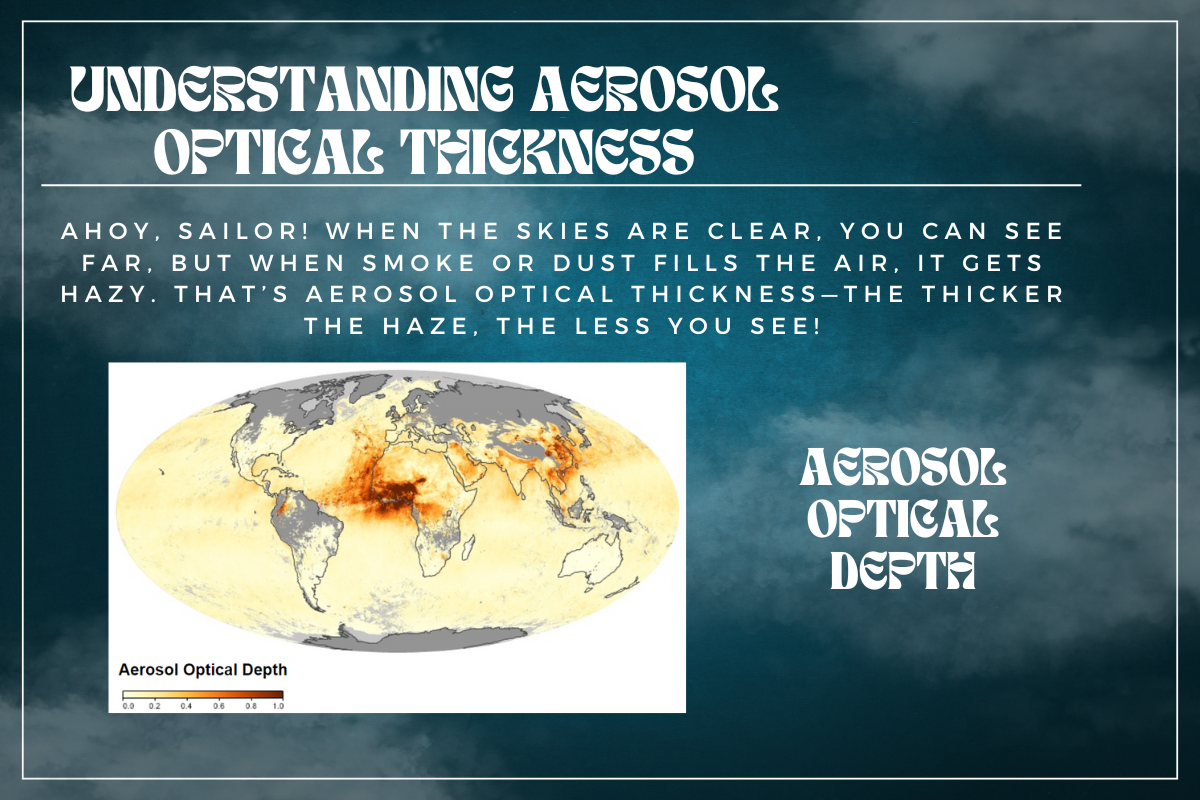 UNDERSTANDING AEROSOL
OPTICAL THICKNESS
AHOY, SAILOR! WHEN THE SKIES ARE CLEAR, YOU CAN SEE
FAR, BUT WHEN SMOKE OR DUST FILLS THE AIR, IT GETS
HAZY. THAT’S AEROSOL OPTICAL THICKNESS—THE THICKER
THE HAZE, THE LESS YOU SEE!
AEROSOL
OPTICAL
DEPTH
Aerosol Optical Depth
0.0 0.2 0.4 0.6 0.8 1.0